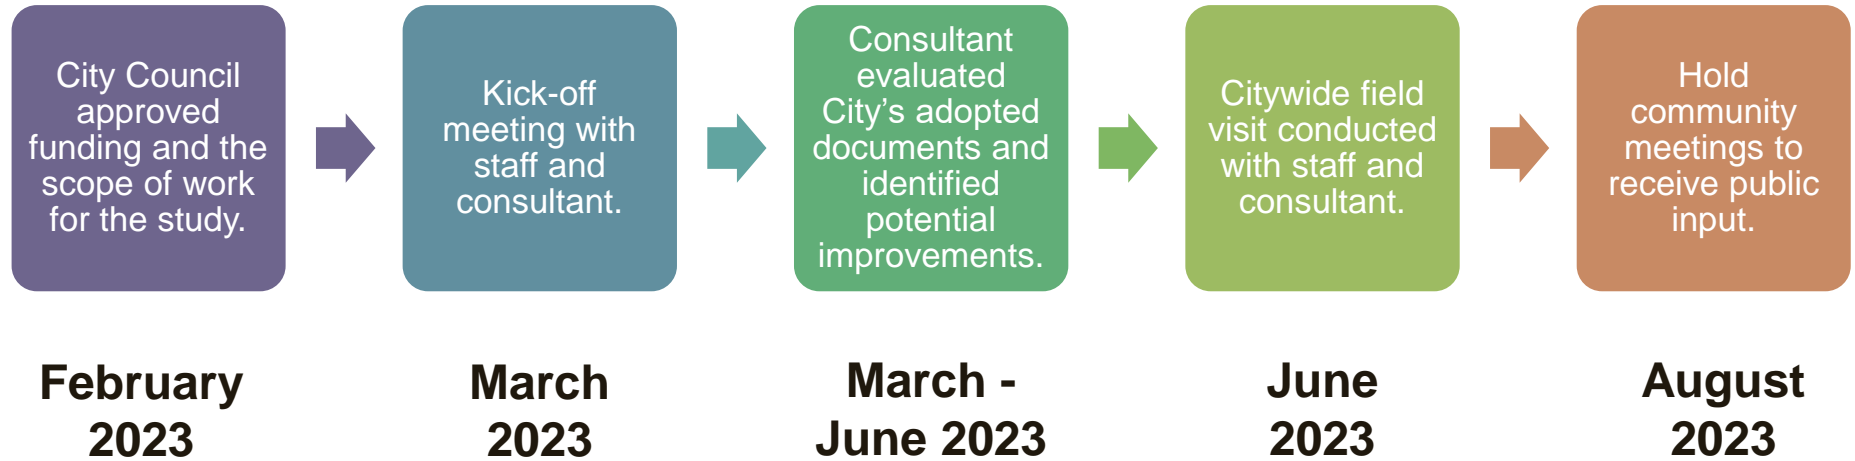 City Council
approved
funding and the
scope of work
for the study.
Kick-off
meeting with
staff and
consultant.
Consultant
evaluated
City’s adopted
documents and
identified
potential
improvements.
Citywide field
visit conducted
with staff and
consultant.
Hold
community
meetings to
receive public
input.
February
2023
March
2023
March -
June 2023
June
2023
August
2023